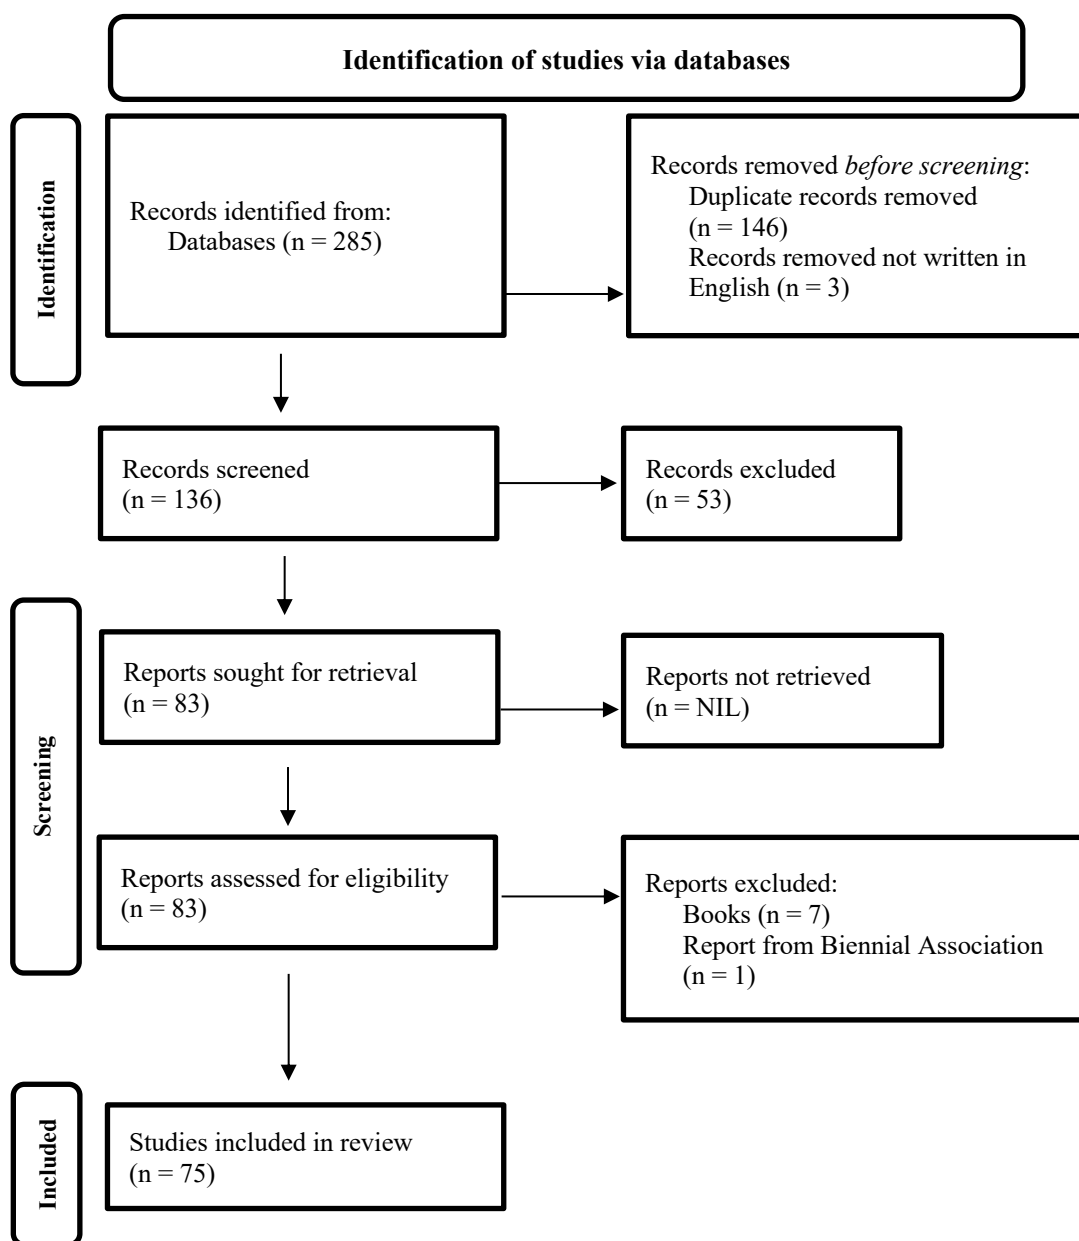 Identification of studies via databases
Identification
Records identified from:
Databases (n = 285)
Records removed before screening:
Duplicate records removed
(n = 146)
Records removed not written in
English (n = 3)
Records screened
(n = 136)
Records excluded
(n = 53)
Screening
Reports sought for retrieval
(n = 83)
Reports not retrieved
(n = NIL)
Reports assessed for eligibility
(n = 83)
Reports excluded:
Books (n = 7)
Report from Biennial Association
(n = 1)
Included
Studies included in review
(n = 75)